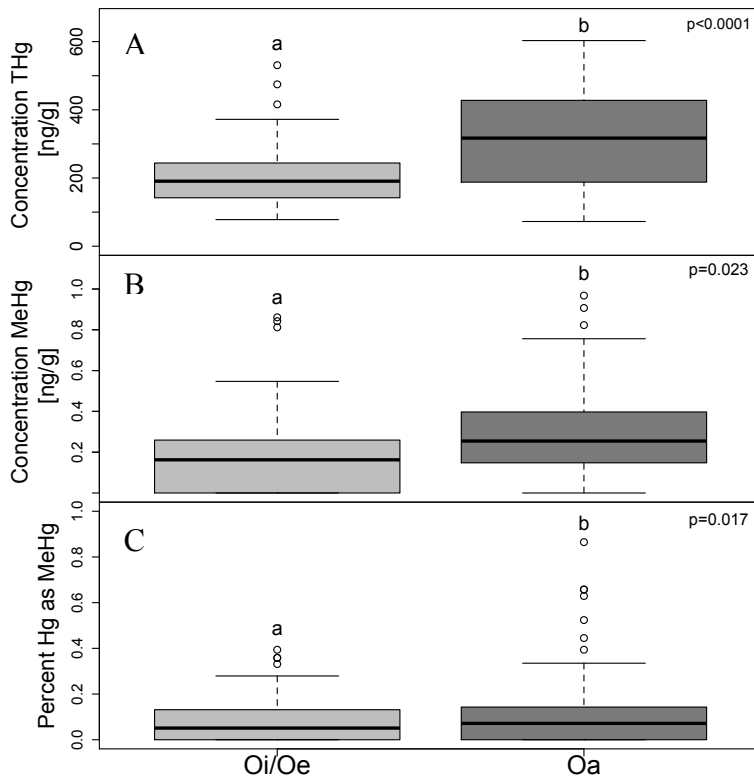 A
a
b
p<0.0001
Concentration THg
[ng/g]
600
400
200
0
B
a
b
p=0.023
Concentration MeHg
[ng/g]
1.0
0.8
0.6
0.4
0.2
C
a
b
p=0.017
Percent Hg as MeHg
1.0
0.8
0.6
0.4
0.2
0.0
Oi/Oe
Oa